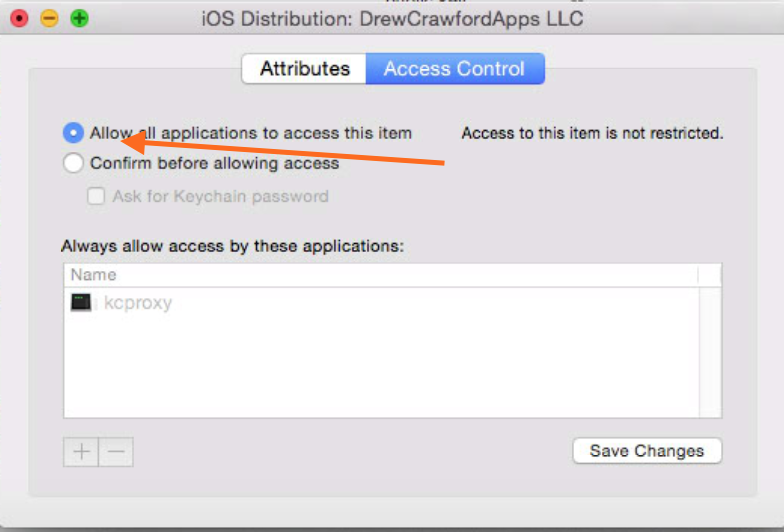 iOS Distribution: DrewCrawfordApps LLC
Attributes
Access Control
Allow all applications to access this item
Access to this item is not restricted.
Confirm before allowing access
Ask for Keychain password
Always allow access by these applications:
Name
kcproxy
Save Changes